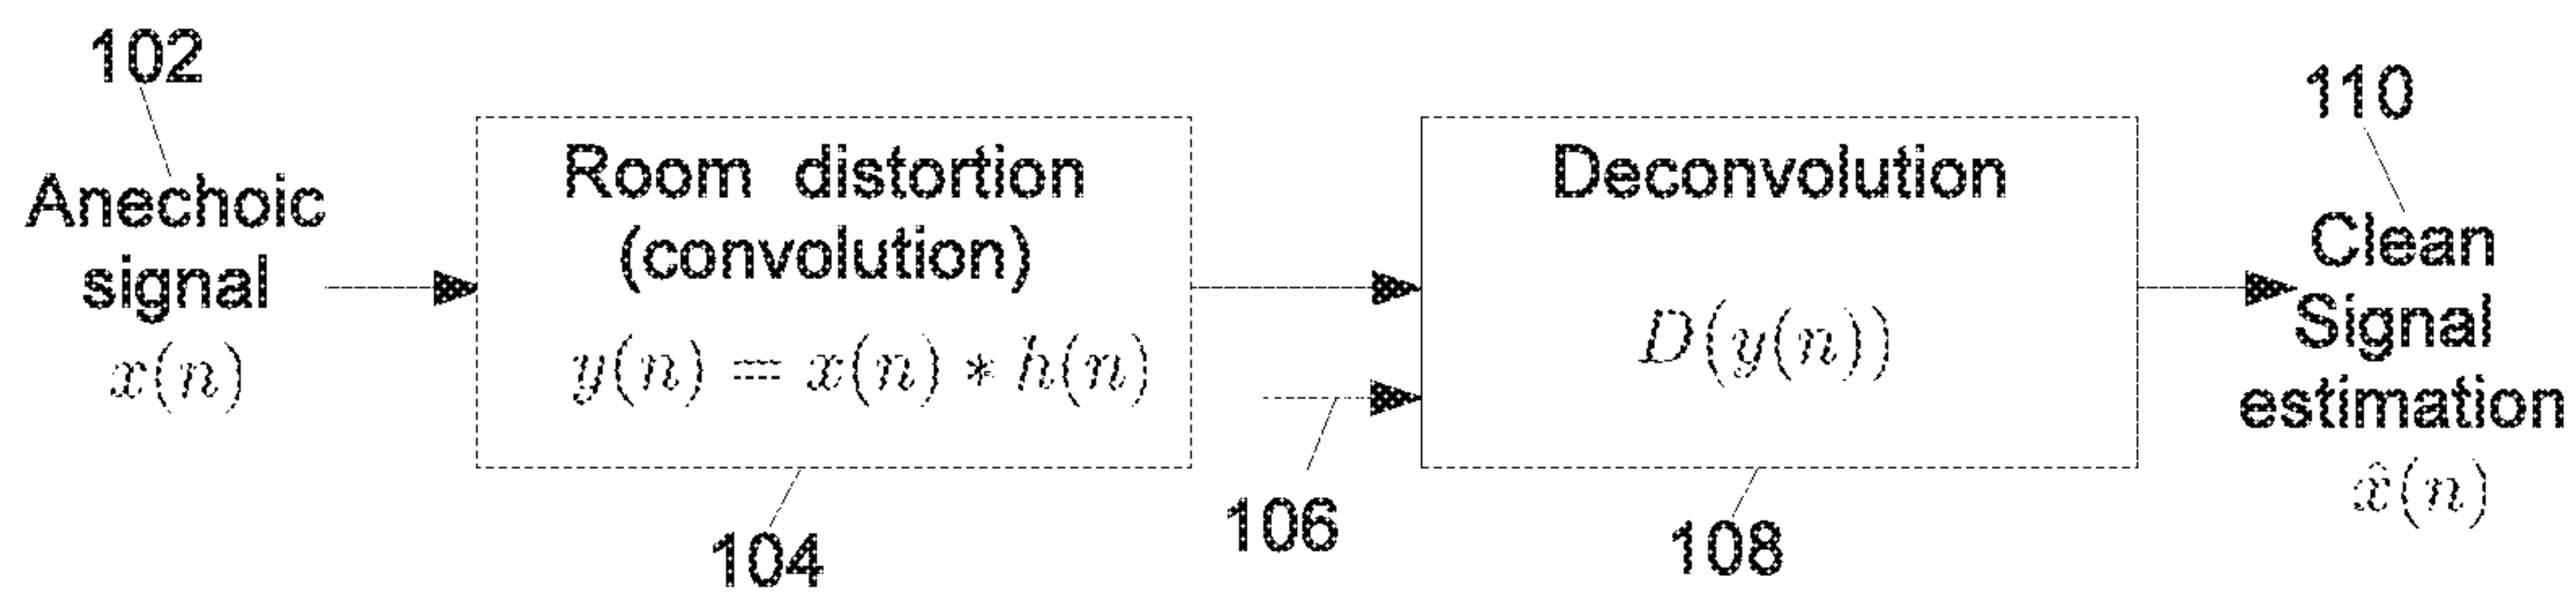 102
Anechoic
signal
x(n)
Room distortion
(convolution)
y(n) = x(n) * h(n)
104
106
Deconvolution
D(y(n))
108
110
Clean
Signal
estimation
x̂(n)